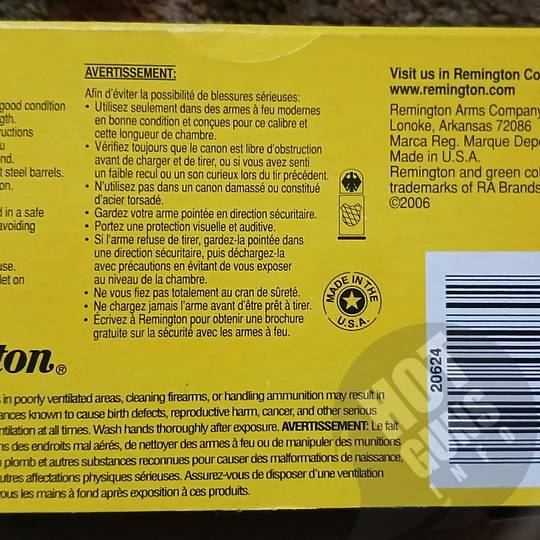 good condition
gth.
ructions
u
nd.
t steel barrels.
on.
d in a safe
avoiding
use.
let on
AVERTISSEMENT:
Afin d'éviter la possibilité de blessures sérieuses:
• Utilisez seulement dans des armes à feu modernes
en bonne condition et conçues pour ce calibre et
cette longueur de chambre.
• Vérifiez toujours que le canon est libre d'obstruction
avant de charger et de tirer, ou si vous avez senti
un faible recul ou un son curieux lors du tir précédent.
• N'utilisez pas dans un canon damassé ou constitué
d'acier torsadé.
• Gardez votre arme pointée en direction sécuritaire.
• Portez une protection visuelle et auditive.
• Si l'arme refuse de tirer, gardez-la pointée dans
une direction sécuritaire, puis déchargez-la
avec précautions en évitant de vous exposer
au niveau de la chambre.
• Ne vous fiez pas totalement au cran de sûreté.
• Ne chargez jamais l'arme avant d'être prêt à tirer.
• Écrivez à Remington pour obtenir une brochure
gratuite sur la sécurité avec les armes à feu.
MADE IN THE
U.S.A.
Visit us in Remington Co
www.remington.com
Remington Arms Company
Lonoke, Arkansas 72086
Marca Reg. Marque Depo
Made in U.S.A.
Remington and green col
trademarks of RA Brands
©2006
20624
ton®
s in poorly ventilated areas, cleaning firearms, or handling ammunition may result in
ances known to cause birth defects, reproductive harm, cancer, and other serious
ntilation at all times. Wash hands thoroughly after exposure. AVERTISSEMENT: Le fait
ns des endroits mal aérés, de nettoyer des armes à feu ou de manipuler des munitions
u plomb et autres substances reconnues pour causer des malformations de naissance,
utres affectations physiques sérieuses. Assurez-vous de disposer d'une ventilation
vous les mains à fond après exposition à ces produits.
HOT
GUNS
INFO